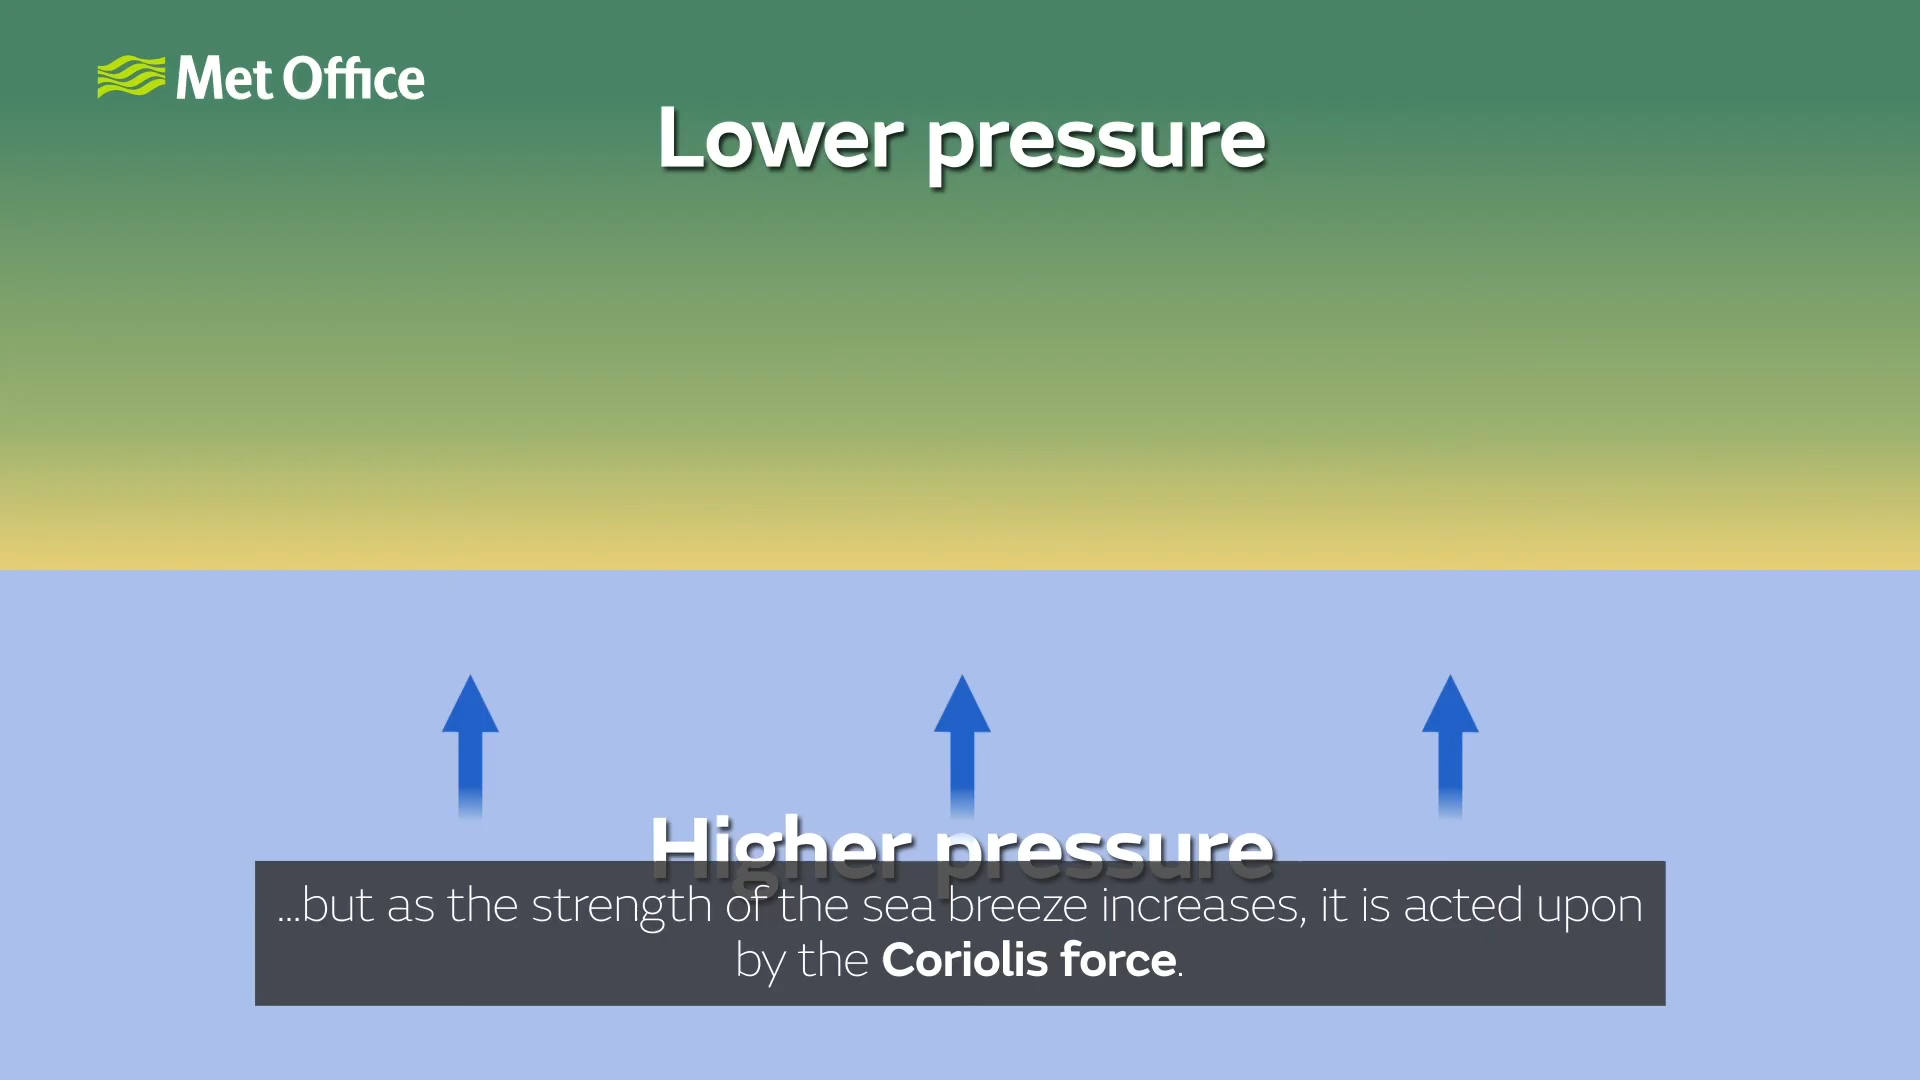 Met Office
Lower pressure
Higher pressure
...but as the strength of the sea breeze increases, it is acted upon
by the Coriolis force.